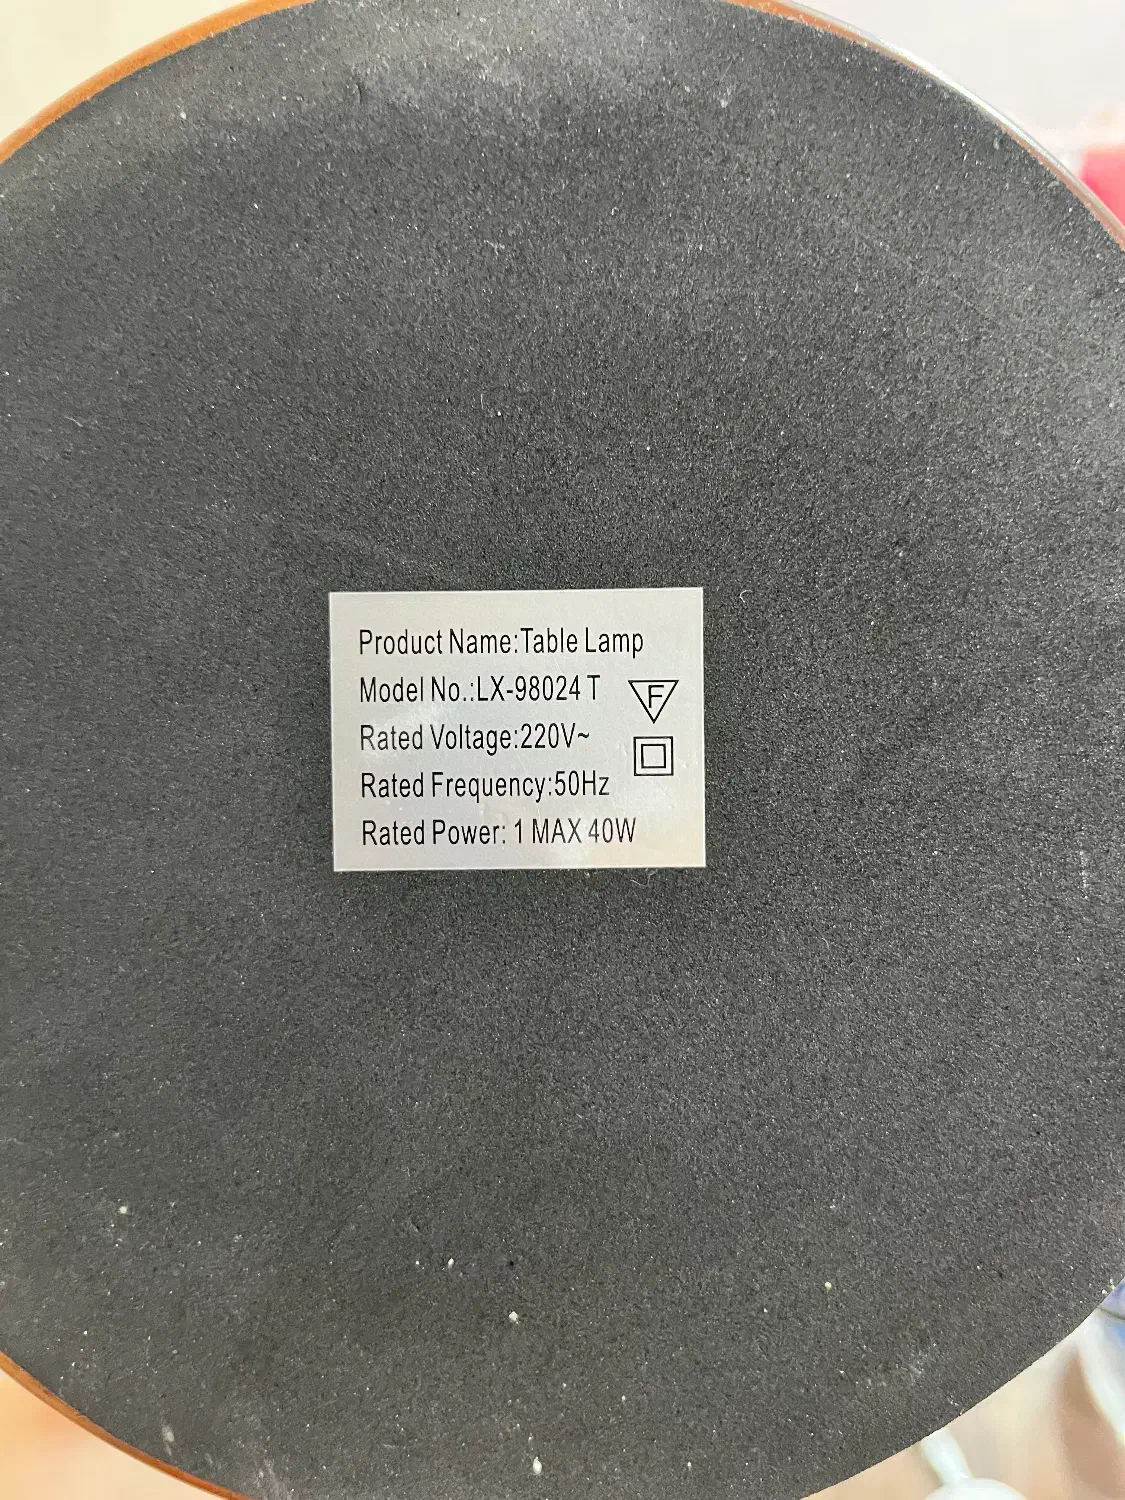 Product Name:Table Lamp
Model No.:LX-98024 T
F
Rated Voltage:220V~
Rated Frequency:50Hz
Rated Power: 1 MAX 40W